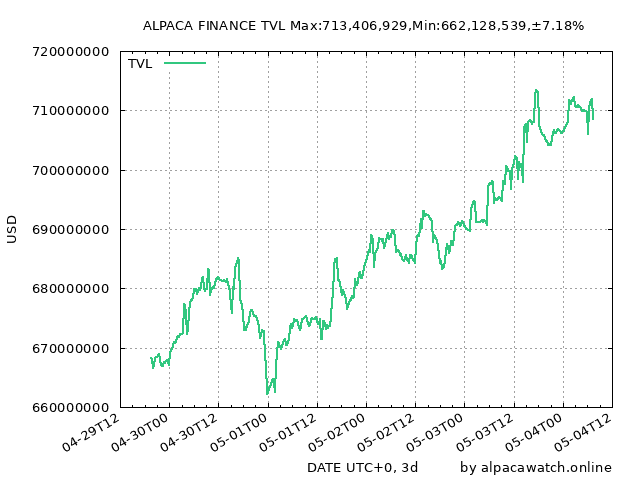 ALPACA FINANCE TVL Max:713,406,929,Min:662,128,539,±7.18%
TVL
USD
720000000
710000000
700000000
690000000
680000000
670000000
660000000
04-29T12
04-30T00
04-30T12
05-01T00
05-01T12
05-02T00
05-02T12
05-03T00
05-03T12
05-04T00
05-04T12
DATE UTC+0, 3d
by alpacawatch.online